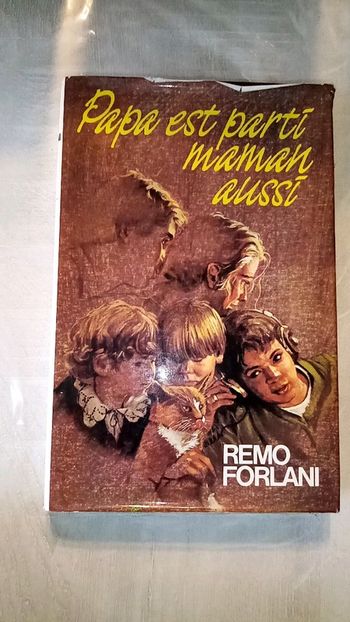 Papa est parti
maman
aussi
REMO
FORLANI